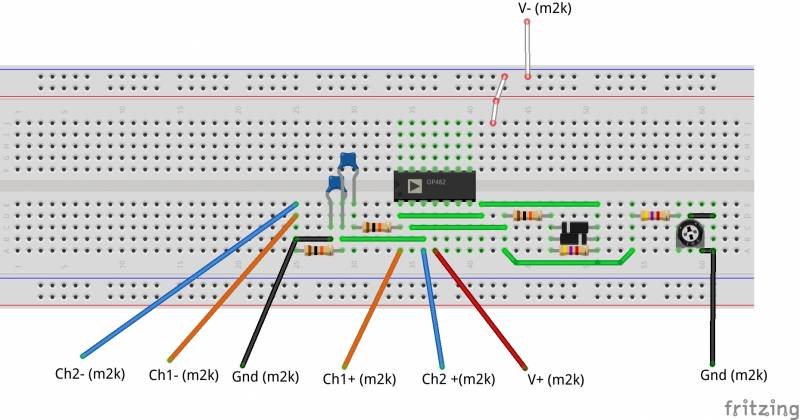 V- (m2k)
OP482
Ch2- (m2k)
Ch1- (m2k)
Gnd (m2k)
Ch1+ (m2k)
Ch2 +(m2k)
V+ (m2k)
Gnd (m2k)
fritzing